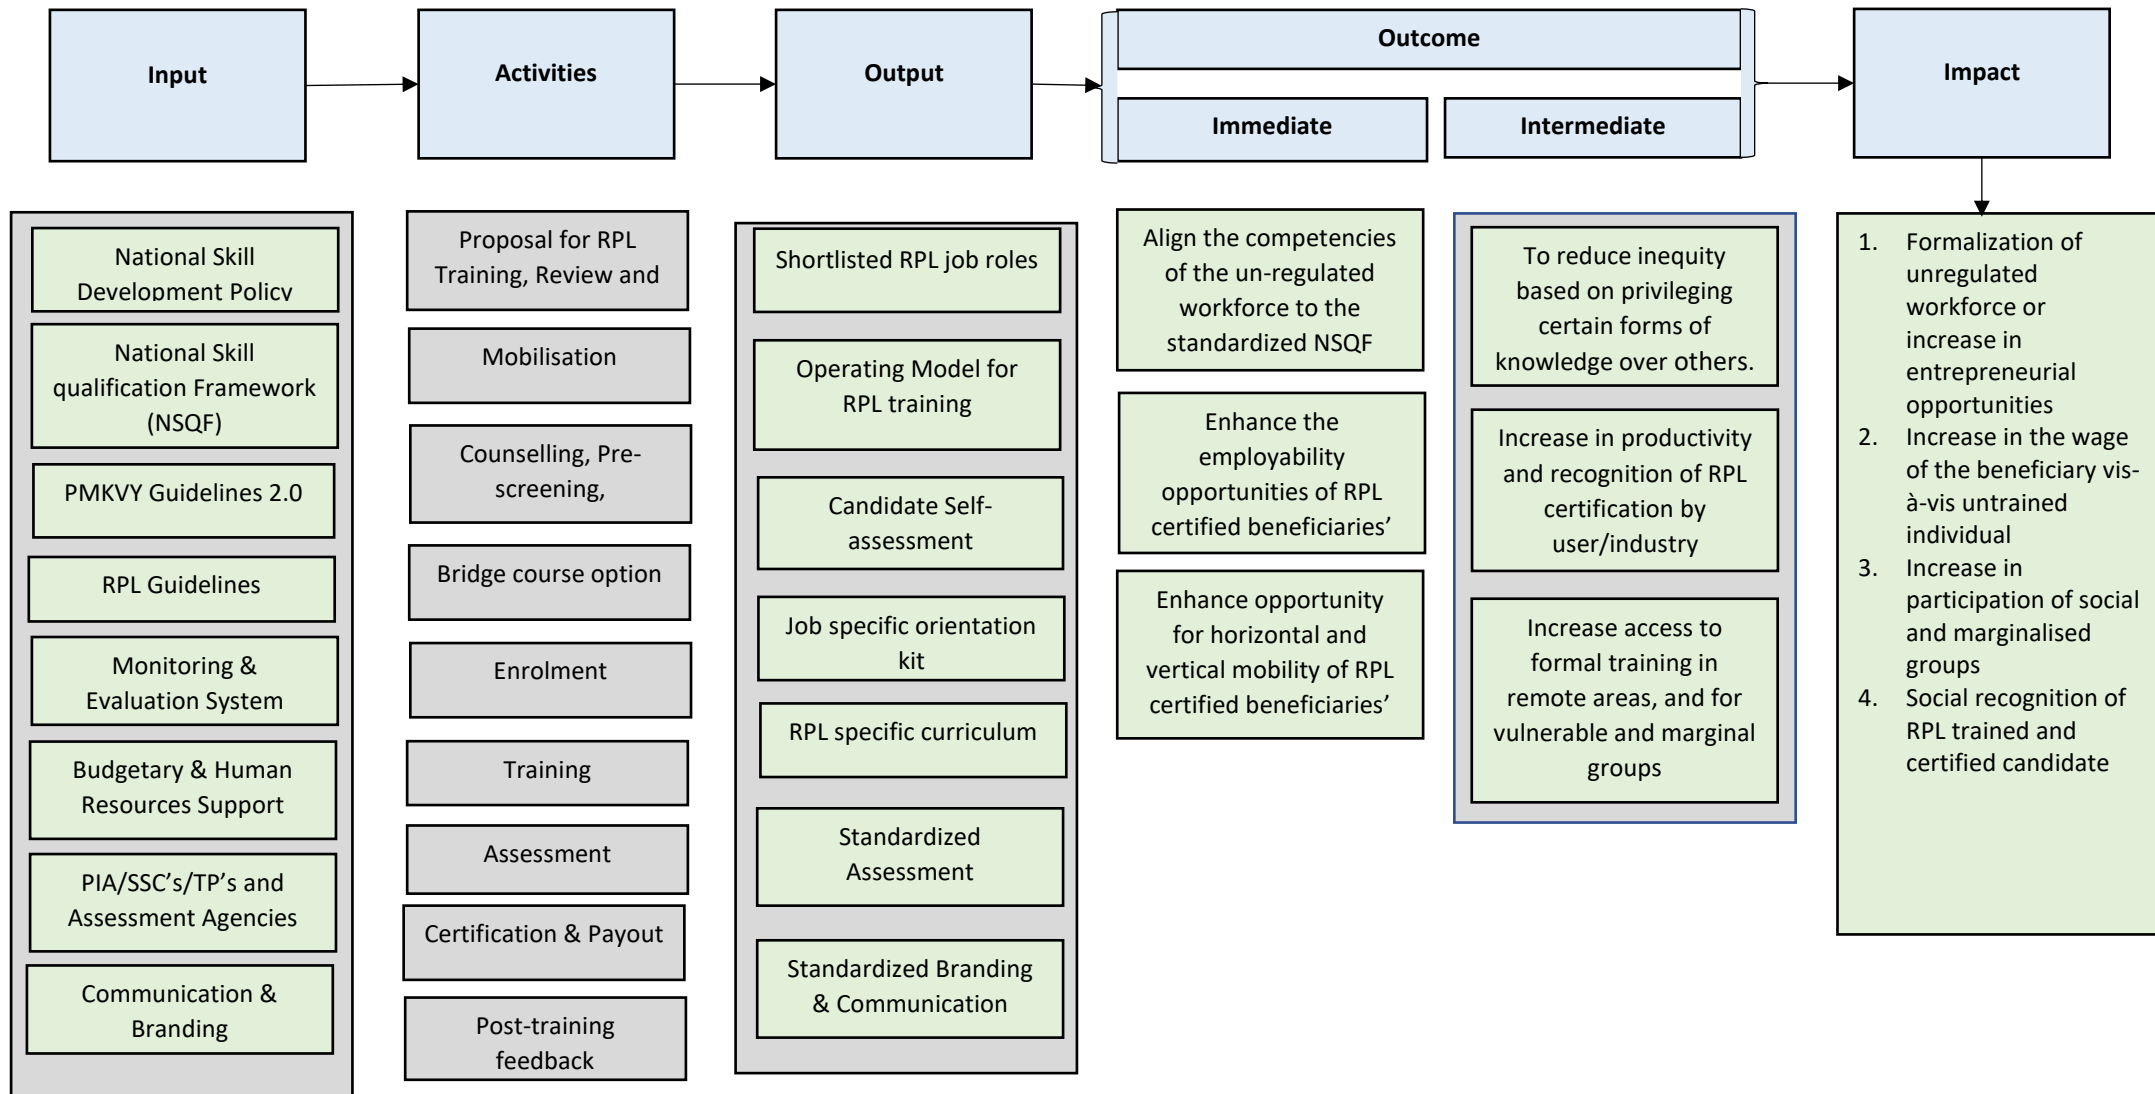 Input
Activities
Output
Outcome
Immediate
Intermediate
Impact
National Skill
Development Policy
National Skill
qualification Framework
(NSQF)
PMKVY Guidelines 2.0
RPL Guidelines
Monitoring &
Evaluation System
Budgetary & Human
Resources Support
PIA/SSC’s/TP’s and
Assessment Agencies
Communication &
Branding
Proposal for RPL
Training, Review and
Mobilisation
Counselling, Pre-
screening,
Bridge course option
Enrolment
Training
Assessment
Certification & Payout
Post-training
feedback
Shortlisted RPL job roles
Operating Model for
RPL training
Candidate Self-
assessment
Job specific orientation
kit
RPL specific curriculum
Standardized
Assessment
Standardized Branding
& Communication
Align the competencies
of the un-regulated
workforce to the
standardized NSQF
Enhance the
employability
opportunities of RPL
certified beneficiaries’
Enhance opportunity
for horizontal and
vertical mobility of RPL
certified beneficiaries’
To reduce inequity
based on privileging
certain forms of
knowledge over others.
Increase in productivity
and recognition of RPL
certification by
user/industry
Increase access to
formal training in
remote areas, and for
vulnerable and marginal
groups
1. Formalization of
unregulated
workforce or
increase in
entrepreneurial
opportunities
2. Increase in the wage
of the beneficiary vis-
à-vis untrained
individual
3. Increase in
participation of social
and marginalised
groups
4. Social recognition of
RPL trained and
certified candidate